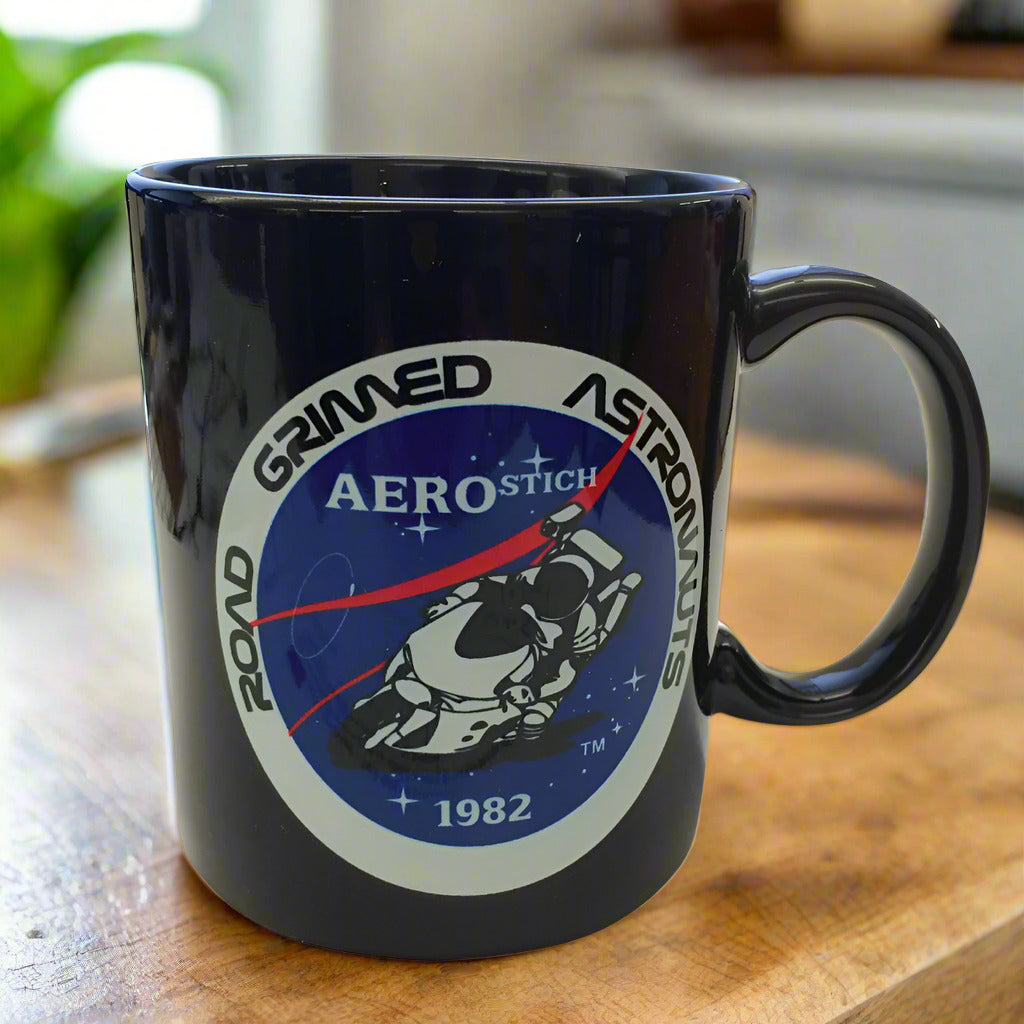 ROAD GRIMED ASTRONAUTS
AEROSTICH
TM
1982